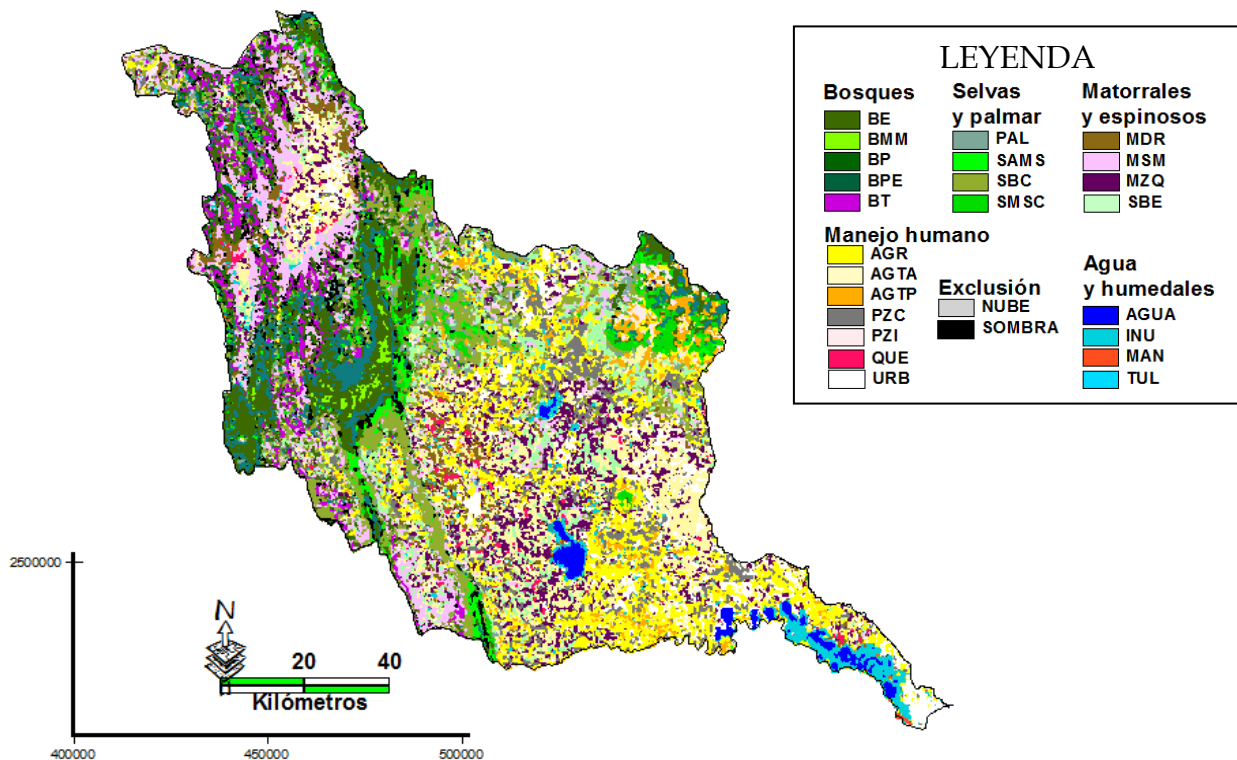 LEYENDA
Bosques
BE
BMM
BP
BPE
BT
Selvas
y palmar
PAL
SAMS
SBC
SMSC
Matorrales
y espinosos
MDR
MSM
MZQ
SBE
Manejo humano
AGR
AGTA
AGTP
PZC
PZI
QUE
URB
Exclusión
NUBE
SOMBRA
Agua
y humedales
AGUA
INU
MAN
TUL
2500000
N
20 40
Kilómetros
400000 450000 500000